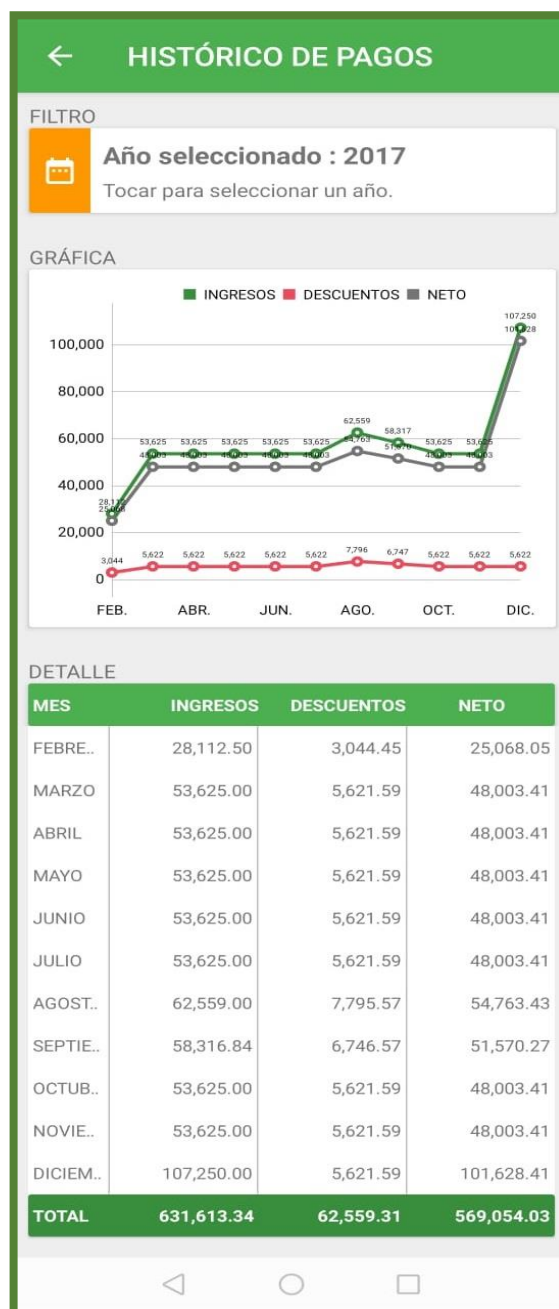 HISTÓRICO DE PAGOS
FILTRO
Año seleccionado : 2017
Tocar para seleccionar un año.
GRÁFICA
INGRESOS DESCUENTOS NETO
107,250
100,000
80,000
62,559
60,000
53,625 53,625 53,625 53,625 53,625 58,317 53,625 53,625
40,000
28,112
25,068
20,000
3,044 5,622 5,622 5,622 5,622 5,622 7,796 6,747 5,622 5,622 5,622
0
FEB. ABR. JUN. AGO. OCT. DIC.
DETALLE
MES INGRESOS DESCUENTOS NETO
FEBRE.. 28,112.50 3,044.45 25,068.05
MARZO 53,625.00 5,621.59 48,003.41
ABRIL 53,625.00 5,621.59 48,003.41
MAYO 53,625.00 5,621.59 48,003.41
JUNIO 53,625.00 5,621.59 48,003.41
JULIO 53,625.00 5,621.59 48,003.41
AGOST.. 62,559.00 7,795.57 54,763.43
SEPTIE.. 58,316.84 6,746.57 51,570.27
OCTUB.. 53,625.00 5,621.59 48,003.41
NOVIE.. 53,625.00 5,621.59 48,003.41
DICIEM.. 107,250.00 5,621.59 101,628.41
TOTAL 631,613.34 62,559.31 569,054.03